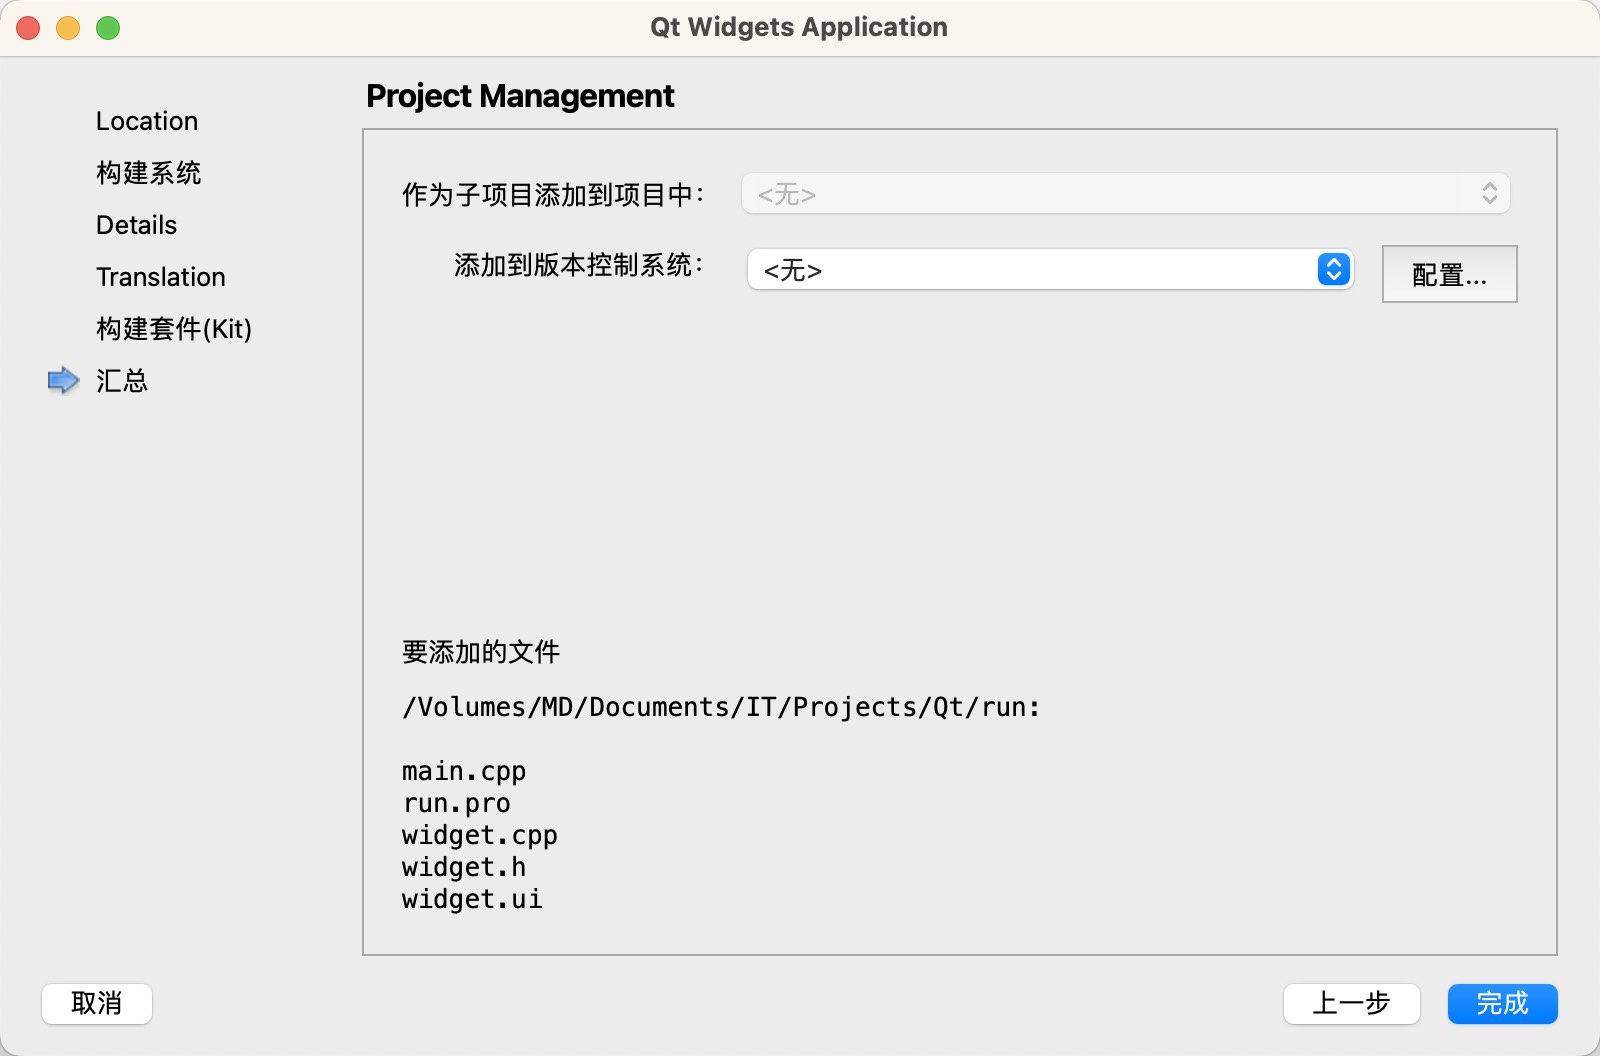 Qt Widgets Application
Location
构建系统
Details
Translation
构建套件(Kit)
汇总
Project Management
作为子项目添加到项目中：
<无>
添加到版本控制系统：
<无>
配置...
要添加的文件
/Volumes/MD/Documents/IT/Projects/Qt/run:
main.cpp
run.pro
widget.cpp
widget.h
widget.ui
取消
上一步
完成